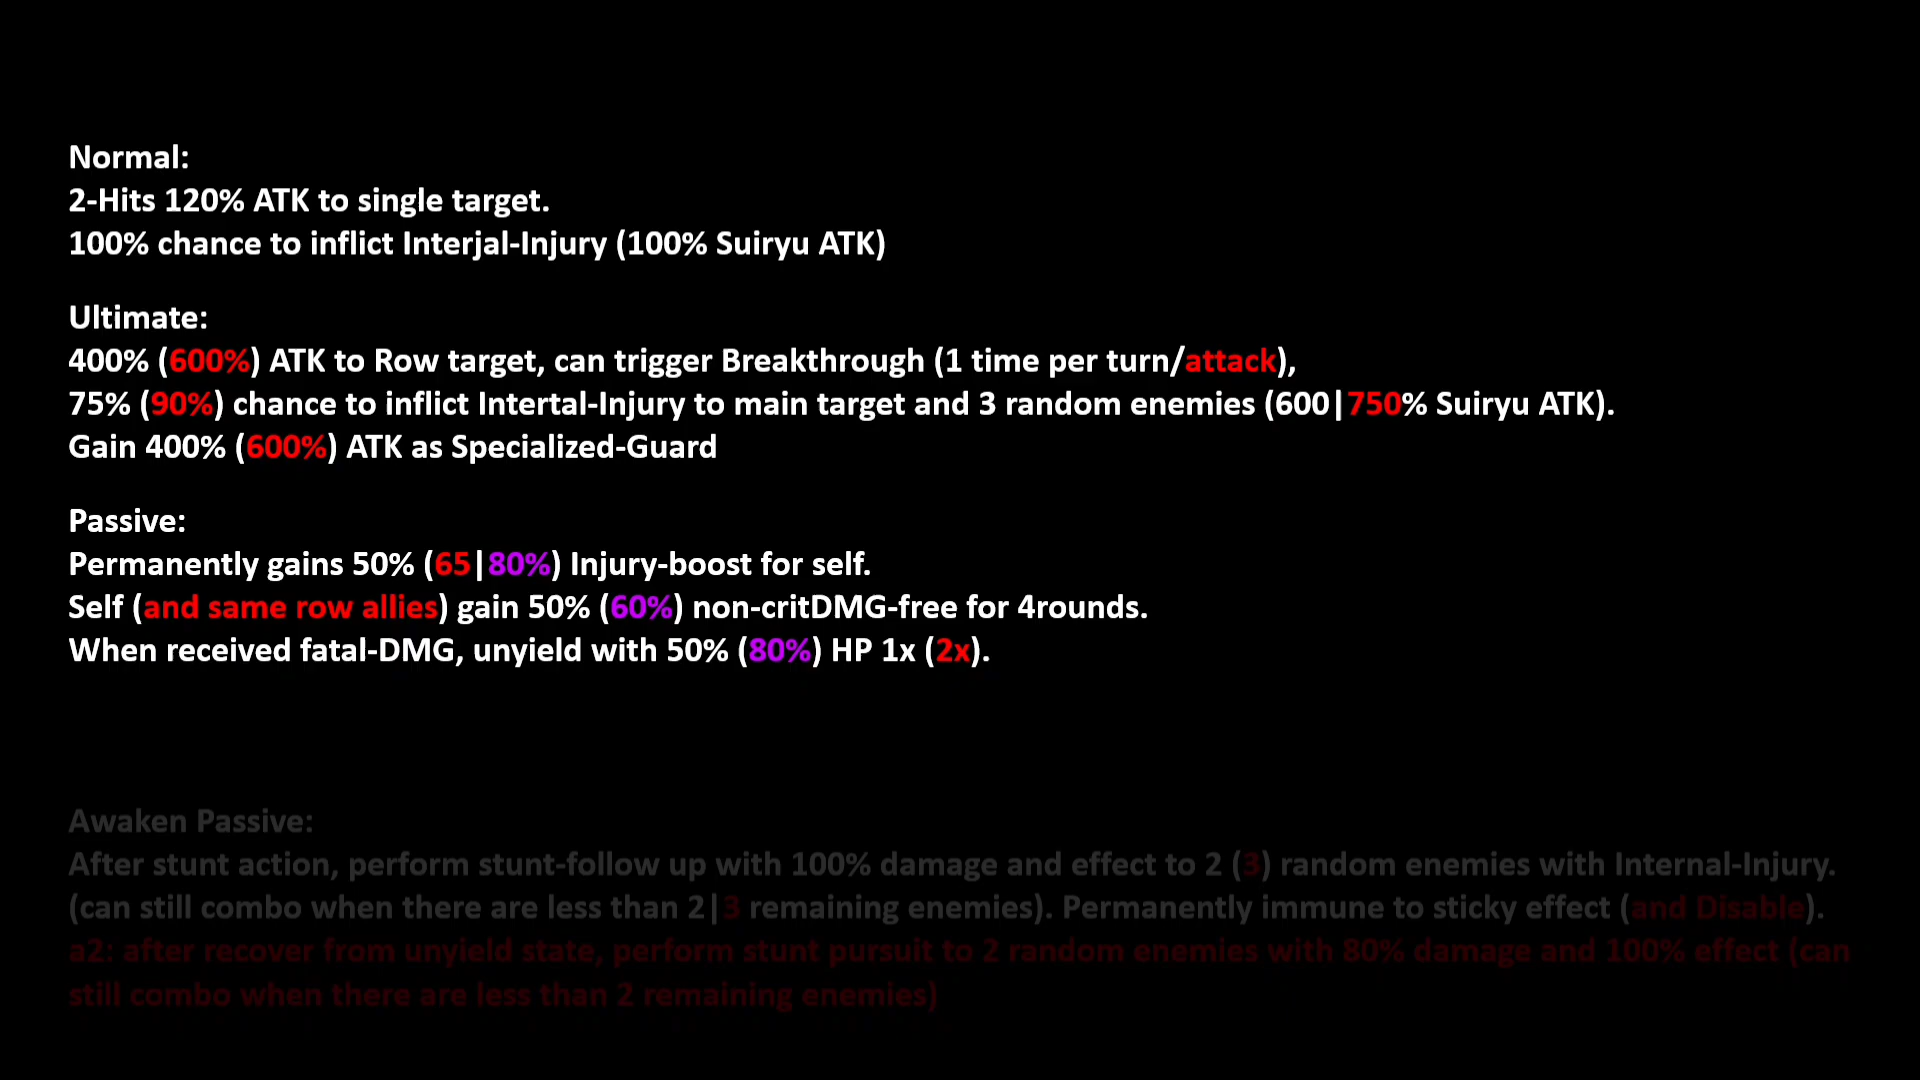 Normal:
2-Hits 120% ATK to single target.
100% chance to inflict Interjal-Injury (100% Suiryu ATK)
Ultimate:
400% (600%) ATK to Row target, can trigger Breakthrough (1 time per turn/attack),
75% (90%) chance to inflict Intertal-Injury to main target and 3 random enemies (600|750% Suiryu ATK).
Gain 400% (600%) ATK as Specialized-Guard
Passive:
Permanently gains 50% (65|80%) Injury-boost for self.
Self (and same row allies) gain 50% (60%) non-critDMG-free for 4rounds.
When received fatal-DMG, unyield with 50% (80%) HP 1x (2x).
Awaken Passive:
After stunt action, perform stunt-follow up with 100% damage and effect to 2 (3) random enemies with Internal-Injury.
(can still combo when there are less than 2|3 remaining enemies). Permanently immune to sticky effect (and Disable).
a2: after recover from unyield state, perform stunt pursuit to 2 random enemies with 80% damage and 100% effect (can
still combo when there are less than 2 remaining enemies)